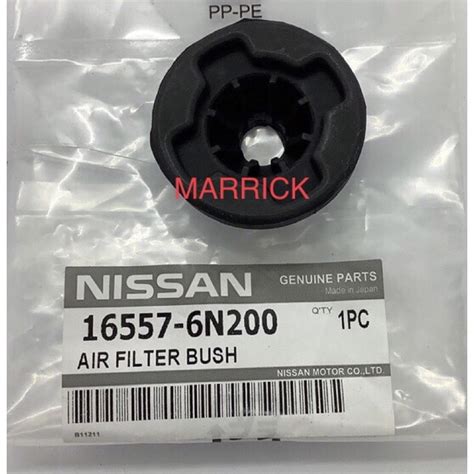 PP-PE
MARRICK
NISSAN
GENUINE PARTS
Made in Japan
16557-6N200
Q'TY 1PC
AIR FILTER BUSH
NISSAN MOTOR CO.,LTD.
B11211